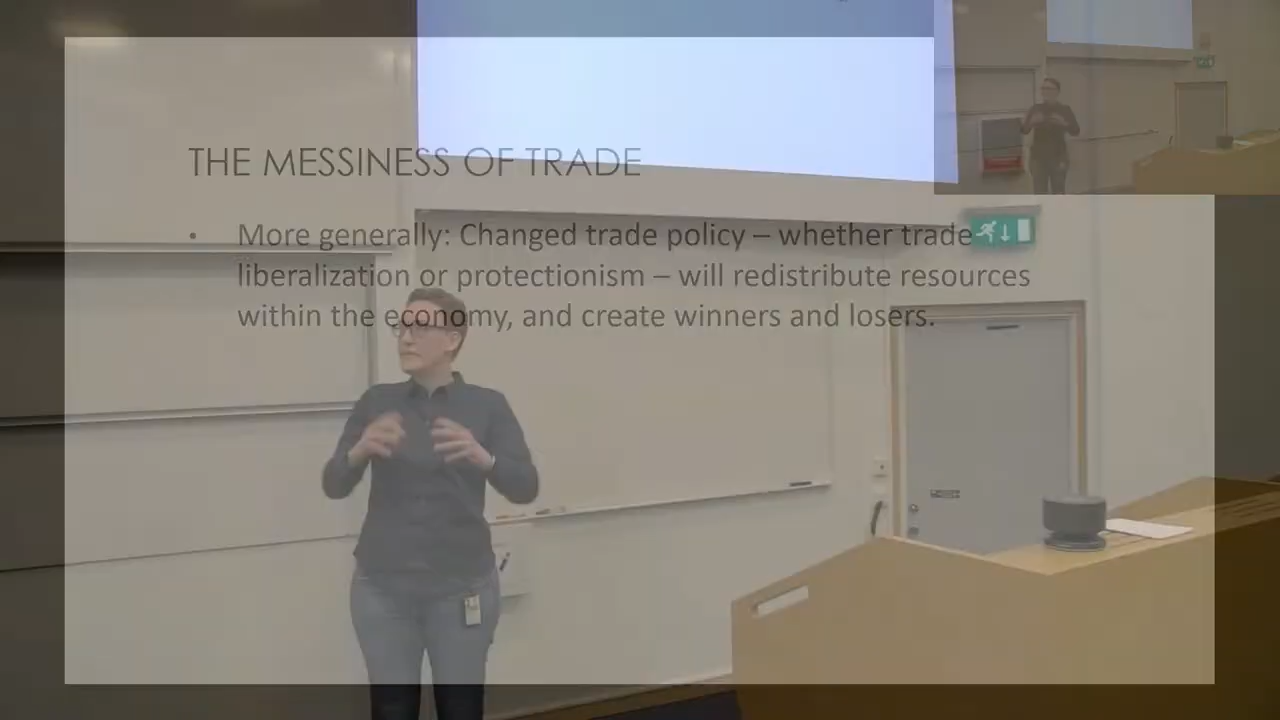 THE MESSINESS OF TRADE
• More generally: Changed trade policy – whether trade
liberalization or protectionism – will redistribute resources
within the economy, and create winners and losers.